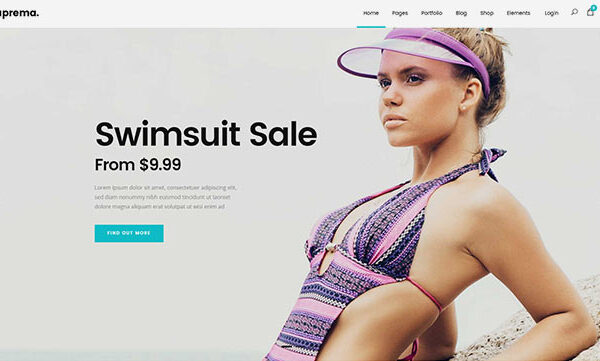 uprema.
Home Pages Portfolio Blog Shop Elements Login
Swimsuit Sale
From $9.99
Lorem ipsum dolor sit amet, consectetuer adipiscing elit,
sed diam nonummy nibh euismod tincidunt ut laoreet
dolore magna aliquam erat volutpat ut wisi enim ad
FIND OUT MORE